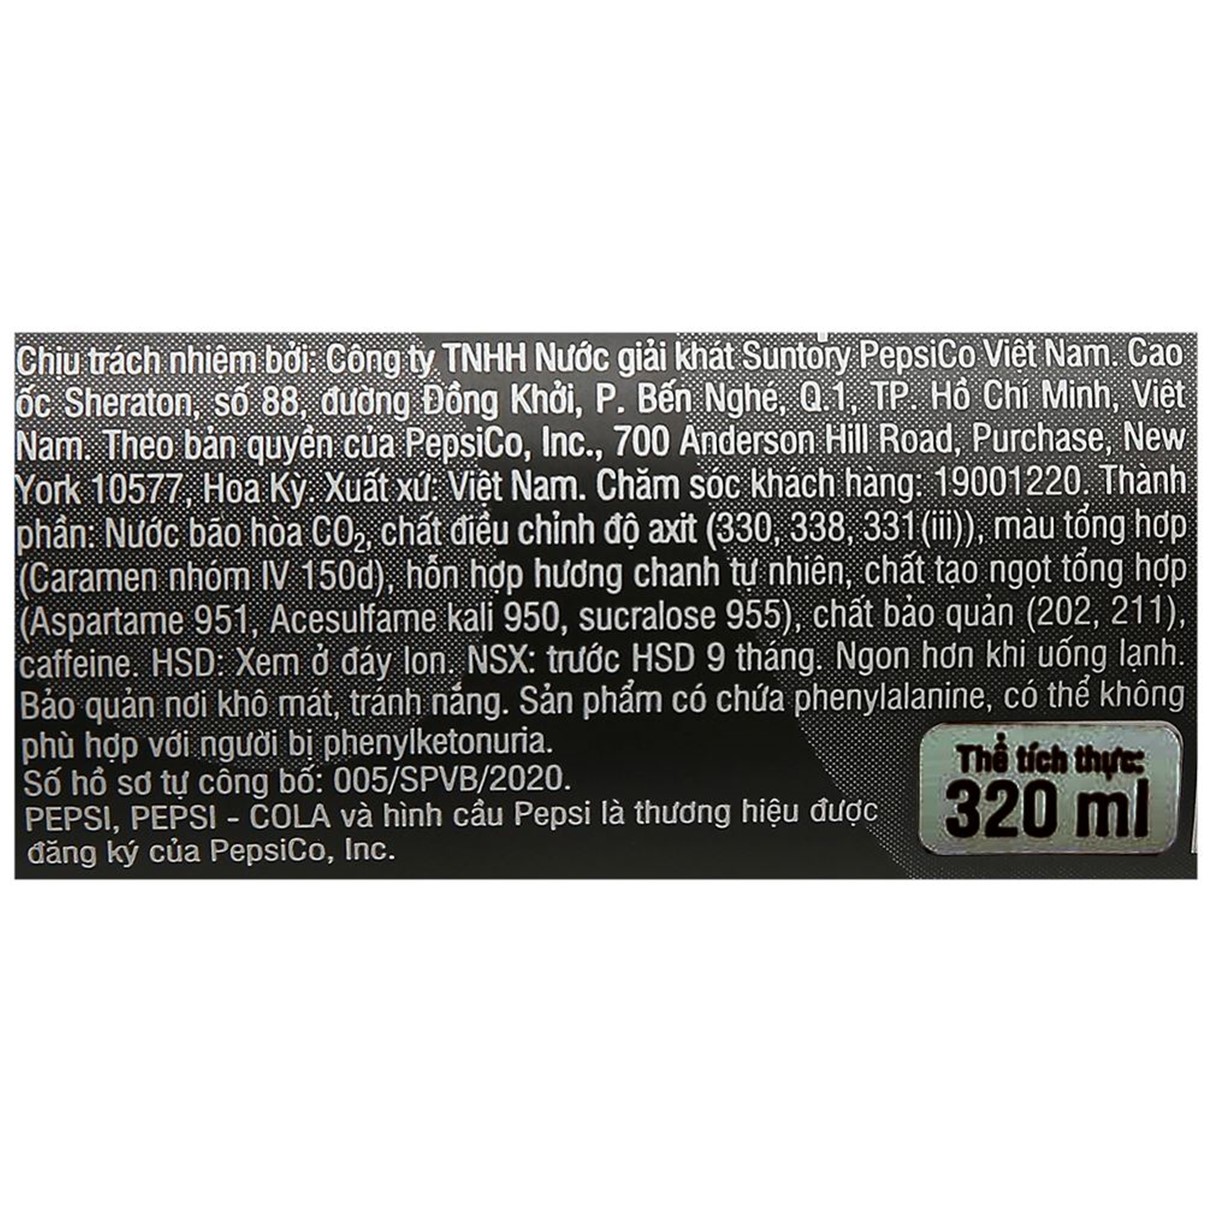 Chịu trách nhiệm bởi: Công ty TNHH Nước giải khát Suntory PepsiCo Việt Nam. Cao
ốc Sheraton, số 88, đường Đồng Khởi, P. Bến Nghé, Q.1, TP. Hồ Chí Minh, Việt
Nam. Theo bản quyền của PepsiCo, Inc., 700 Anderson Hill Road, Purchase, New
York 10577, Hoa Kỳ. Xuất xứ: Việt Nam. Chăm sóc khách hàng: 19001220. Thành
phần: Nước bão hòa CO₂, chất điều chỉnh độ axit (330, 338, 331(iii)), màu tổng hợp
(Caramen nhóm IV 150d), hỗn hợp hương chanh tự nhiên, chất tạo ngọt tổng hợp
(Aspartame 951, Acesulfame kali 950, sucralose 955), chất bảo quản (202, 211),
caffeine. HSD: Xem ở đáy lon. NSX: trước HSD 9 tháng. Ngon hơn khi uống lạnh.
Bảo quản nơi khô mát, tránh nắng. Sản phẩm có chứa phenylalanine, có thể không
phù hợp với người bị phenylketonuria.
Số hồ sơ tự công bố: 005/SPVB/2020.
PEPSI, PEPSI - COLA và hình cầu Pepsi là thương hiệu được
đăng ký của PepsiCo, Inc.
Thể tích thực:
320 ml